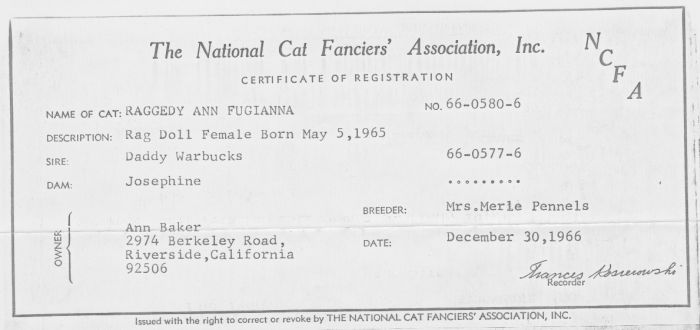 The National Cat Fanciers' Association, Inc.
N C F A
CERTIFICATE OF REGISTRATION
NAME OF CAT: RAGGEDY ANN FUGIANNA NO. 66-0580-6
DESCRIPTION: Rag Doll Female Born May 5,1965
SIRE: Daddy Warbucks 66-0577-6
DAM: Josephine .........
BREEDER: Mrs.Merle Pennels
OWNER
Ann Baker
2974 Berkeley Road,
Riverside,California
92506
DATE: December 30,1966
Frances Kosierowski
Recorder
Issued with the right to correct or revoke by THE NATIONAL CAT FANCIERS' ASSOCIATION, INC.